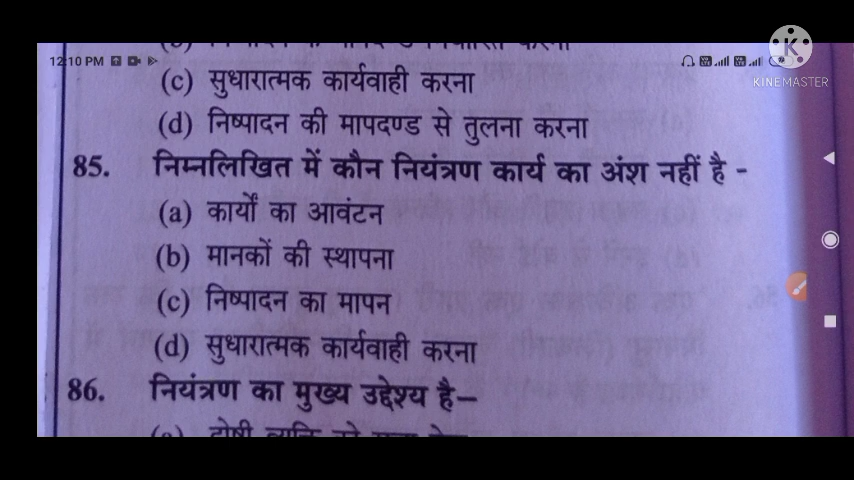 12:10 PM
K
KINEMASTER
(c) सुधारात्मक कार्यवाही करना
(d) निष्पादन की मापदण्ड से तुलना करना
85. निम्नलिखित में कौन नियंत्रण कार्य का अंश नहीं है -
(a) कार्यों का आवंटन
(b) मानकों की स्थापना
(c) निष्पादन का मापन
(d) सुधारात्मक कार्यवाही करना
86. नियंत्रण का मुख्य उद्देश्य है–